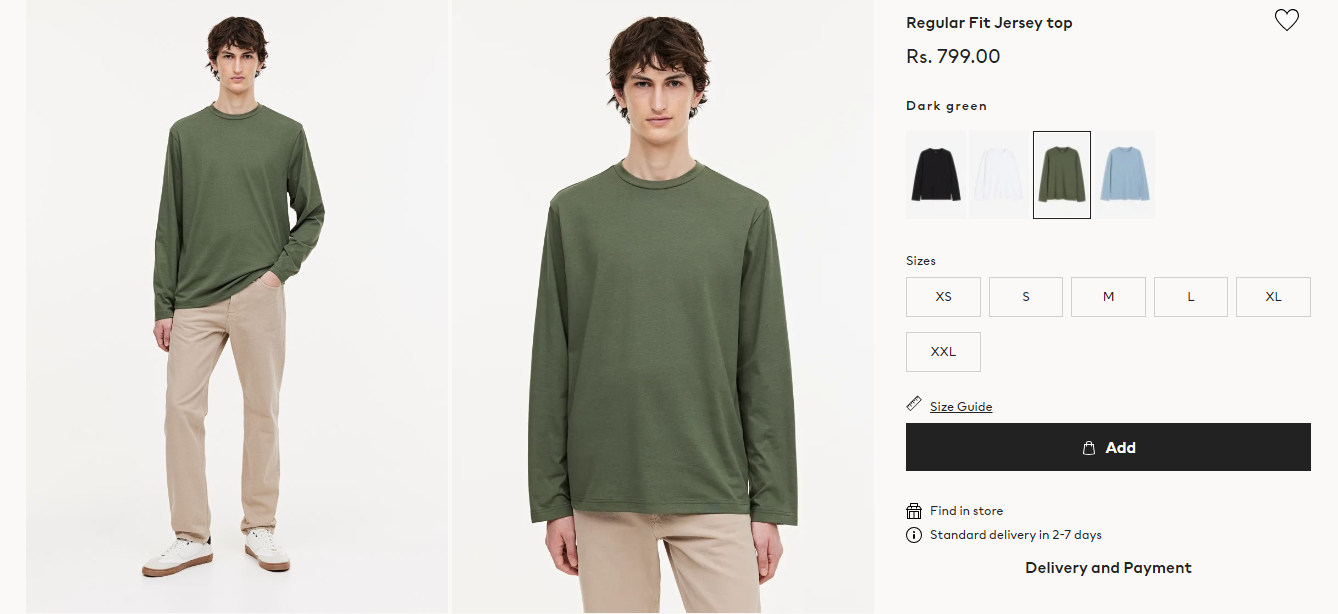 Regular Fit Jersey top
Rs. 799.00
Dark green
Sizes
XS S M L XL
XXL
Size Guide
Add
Find in store
Standard delivery in 2-7 days
Delivery and Payment